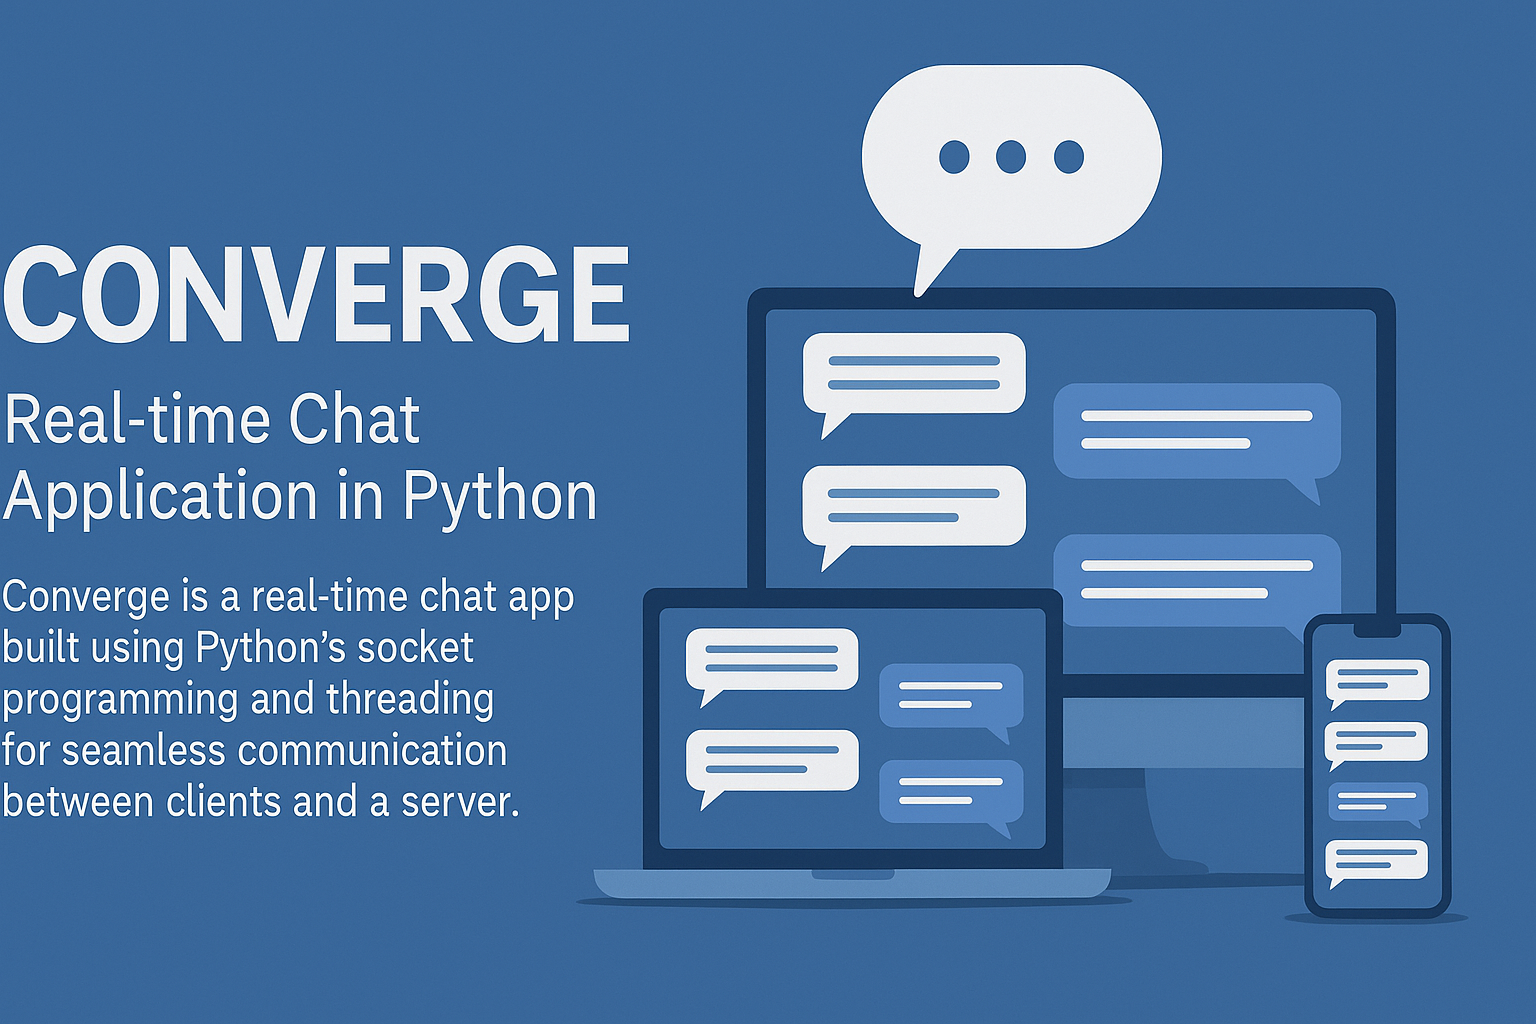 CONVERGE
Real-time Chat
Application in Python
Converge is a real-time chat app
built using Python’s socket
programming and threading
for seamless communication
between clients and a server.